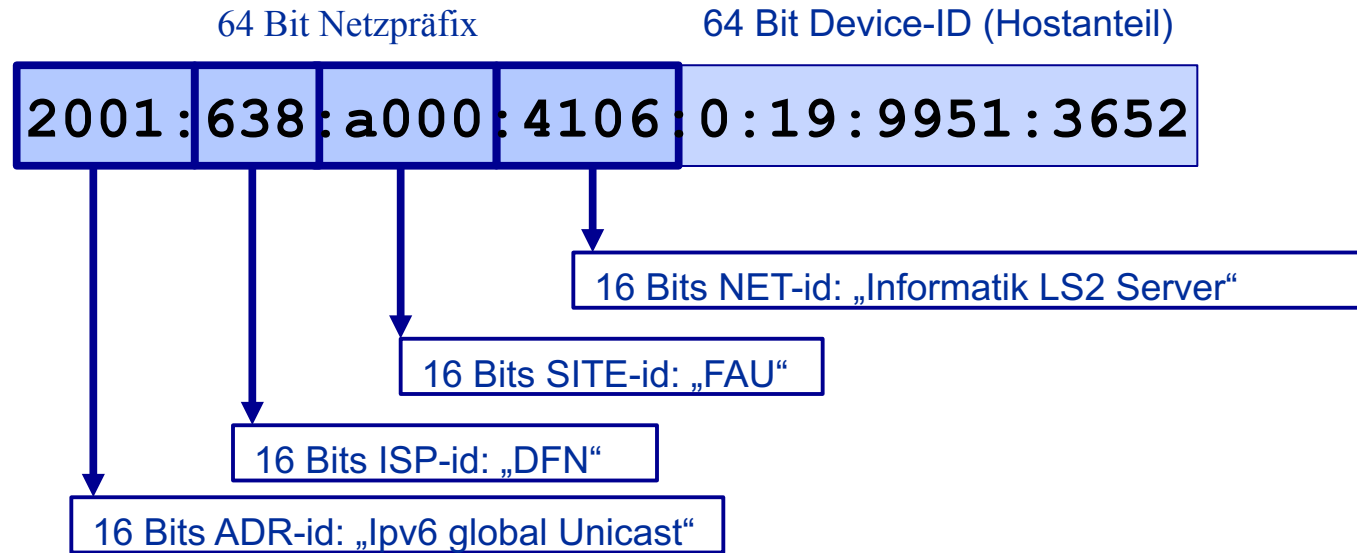 64 Bit Netzpräfix
64 Bit Device-ID (Hostanteil)
2001:638:a000:4106:0:19:9951:3652
16 Bits NET-id: „Informatik LS2 Server“
16 Bits SITE-id: „FAU“
16 Bits ISP-id: „DFN“
16 Bits ADR-id: „Ipv6 global Unicast“